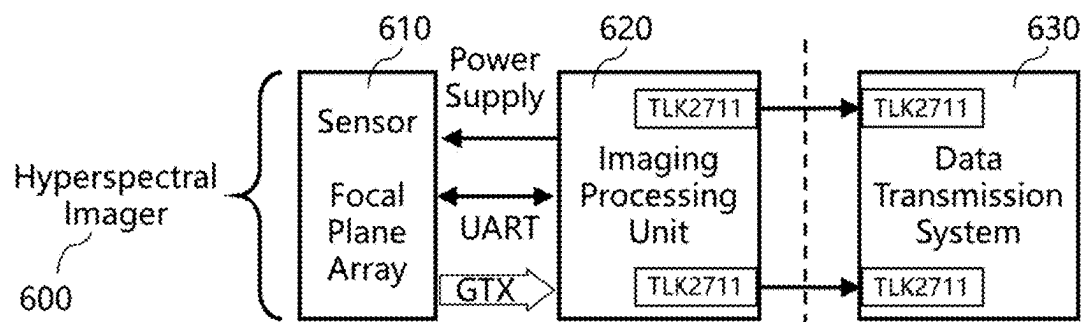 610
620
630
Power
Supply
Sensor
Focal
Plane
Array
Hyperspectral
Imager
600
UART
GTX
TLK2711
Imaging
Processing
Unit
TLK2711
TLK2711
Data
Transmission
System
TLK2711